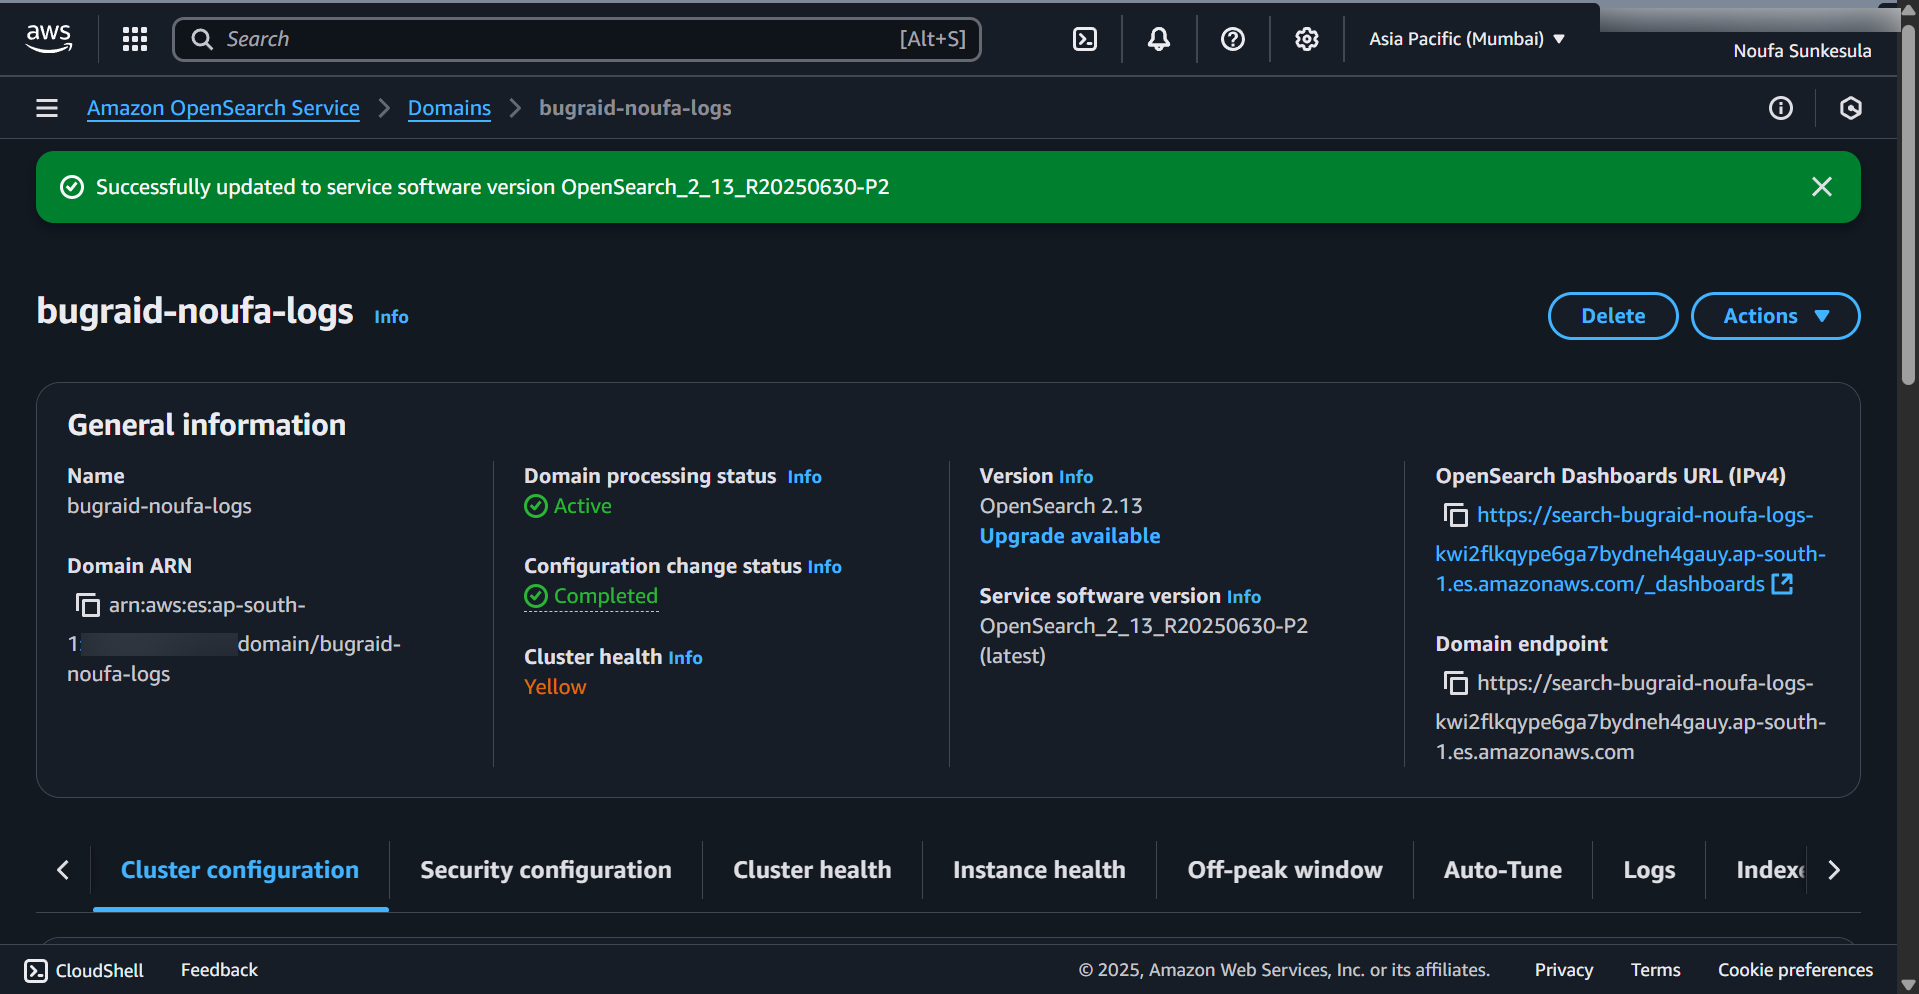 aws
Search
[Alt+S]
Asia Pacific (Mumbai)
Noufa Sunkesula
Amazon OpenSearch Service
Domains
bugraid-noufa-logs
Successfully updated to service software version OpenSearch_2_13_R20250630-P2
bugraid-noufa-logs Info
Delete
Actions
General information
Name
bugraid-noufa-logs
Domain ARN
arn:aws:es:ap-south-
1: domain/bugraid-
noufa-logs
Domain processing status Info
Active
Configuration change status Info
Completed
Cluster health Info
Yellow
Version Info
OpenSearch 2.13
Upgrade available
Service software version Info
OpenSearch_2_13_R20250630-P2
(latest)
OpenSearch Dashboards URL (IPv4)
https://search-bugraid-noufa-logs-
kwi2flkqype6ga7bydneh4gauy.ap-south-
1.es.amazonaws.com/_dashboards
Domain endpoint
https://search-bugraid-noufa-logs-
kwi2flkqype6ga7bydneh4gauy.ap-south-
1.es.amazonaws.com
Cluster configuration
Security configuration
Cluster health
Instance health
Off-peak window
Auto-Tune
Logs
Indexe
CloudShell
Feedback
© 2025, Amazon Web Services, Inc. or its affiliates.
Privacy
Terms
Cookie preferences